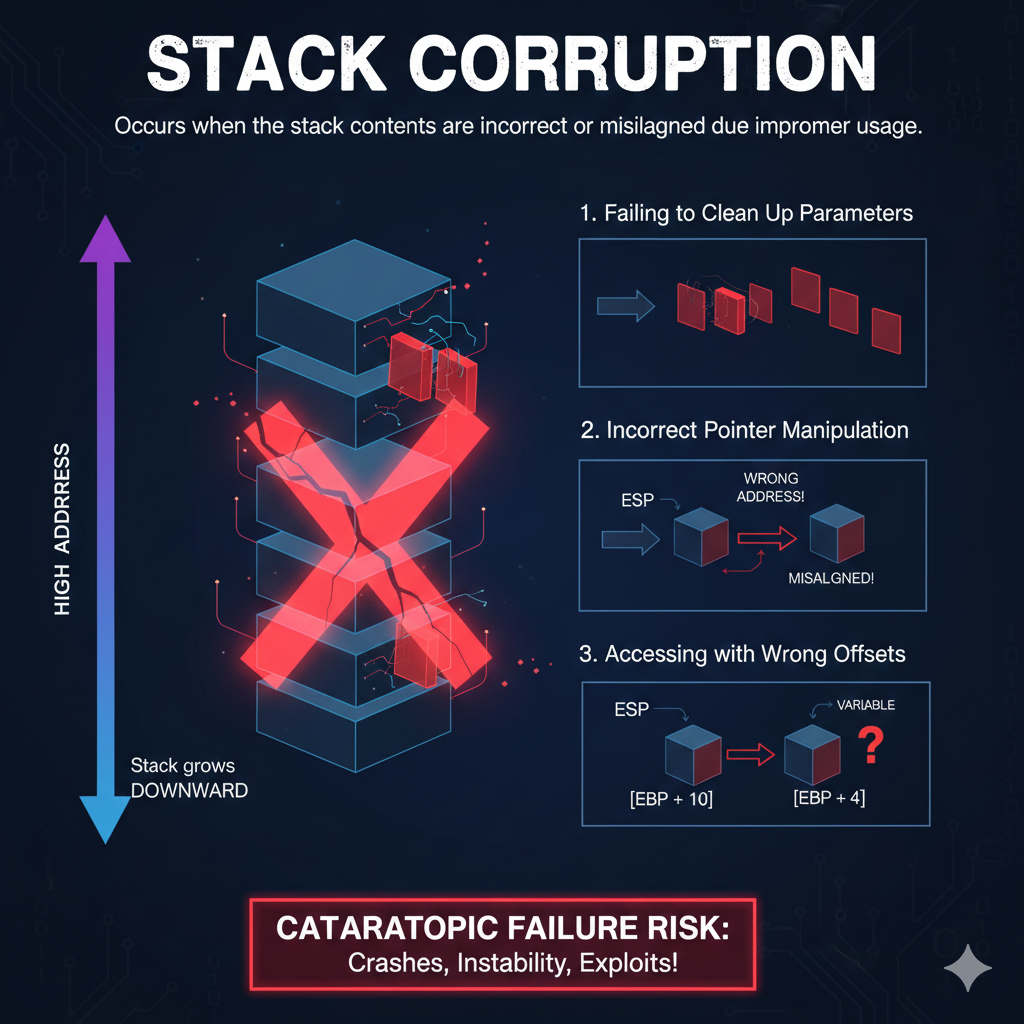 STACK CORRUPTION
Occurs when the stack contents are incorrect or misilagned due impromer usage.
HIGH ADDRRESS
Stack grows
DOWNWARD
1. Failing to Clean Up Parameters
2. Incorrect Pointer Manipulation
ESP
WRONG
ADDRESS!
MISALGNED!
3. Accessing with Wrong Offsets
ESP
VARIABLE
?
[EBP + 10]
[EBP + 4]
CATARATOPIC FAILURE RISK:
Crashes, Instability, Exploits!